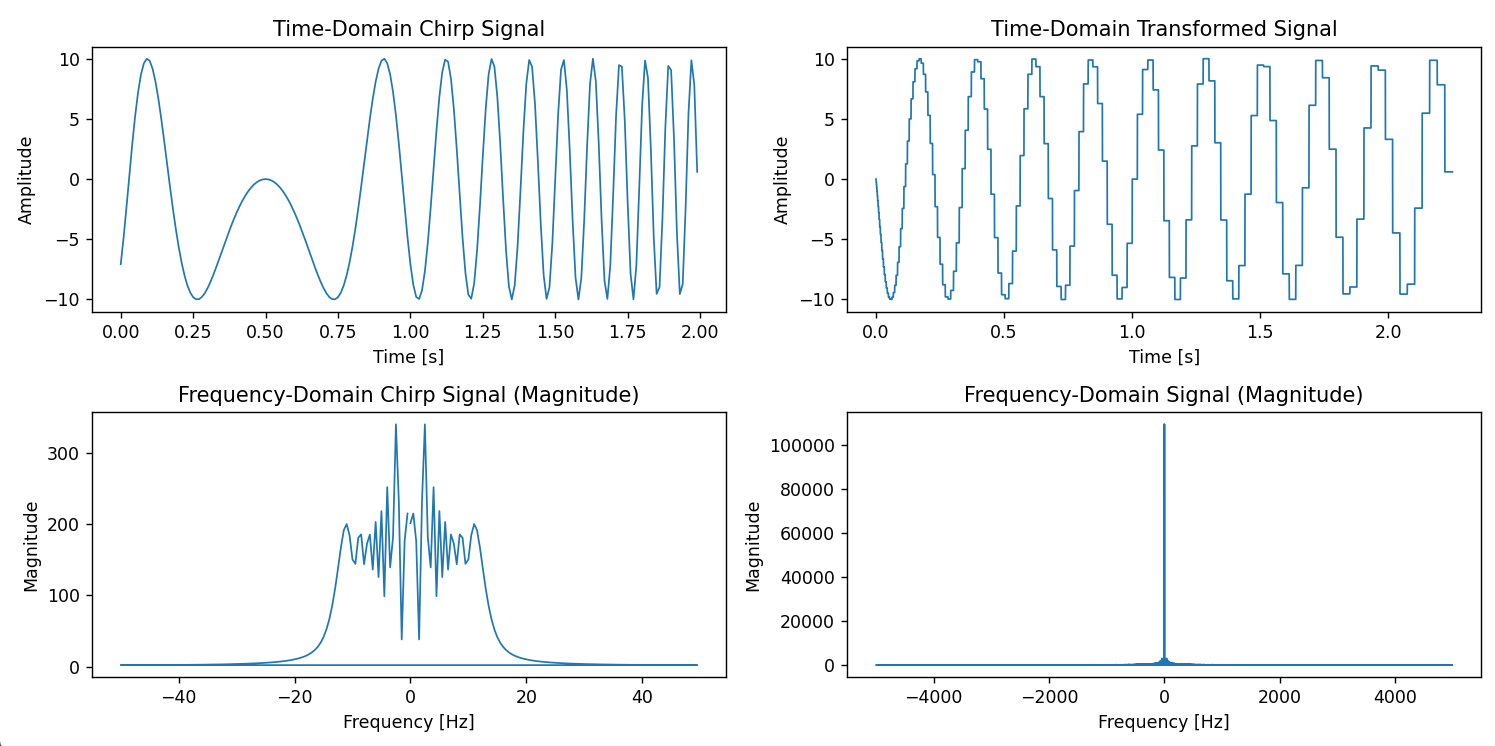 Time-Domain Chirp Signal
10
5
0
−5
−10
Amplitude
0.00 0.25 0.50 0.75 1.00 1.25 1.50 1.75 2.00
Time [s]
Time-Domain Transformed Signal
10
5
0
−5
−10
Amplitude
0.0 0.5 1.0 1.5 2.0
Time [s]
Frequency-Domain Chirp Signal (Magnitude)
300
200
100
0
Magnitude
−40 −20 0 20 40
Frequency [Hz]
Frequency-Domain Signal (Magnitude)
100000
80000
60000
40000
20000
0
Magnitude
−4000 −2000 0 2000 4000
Frequency [Hz]